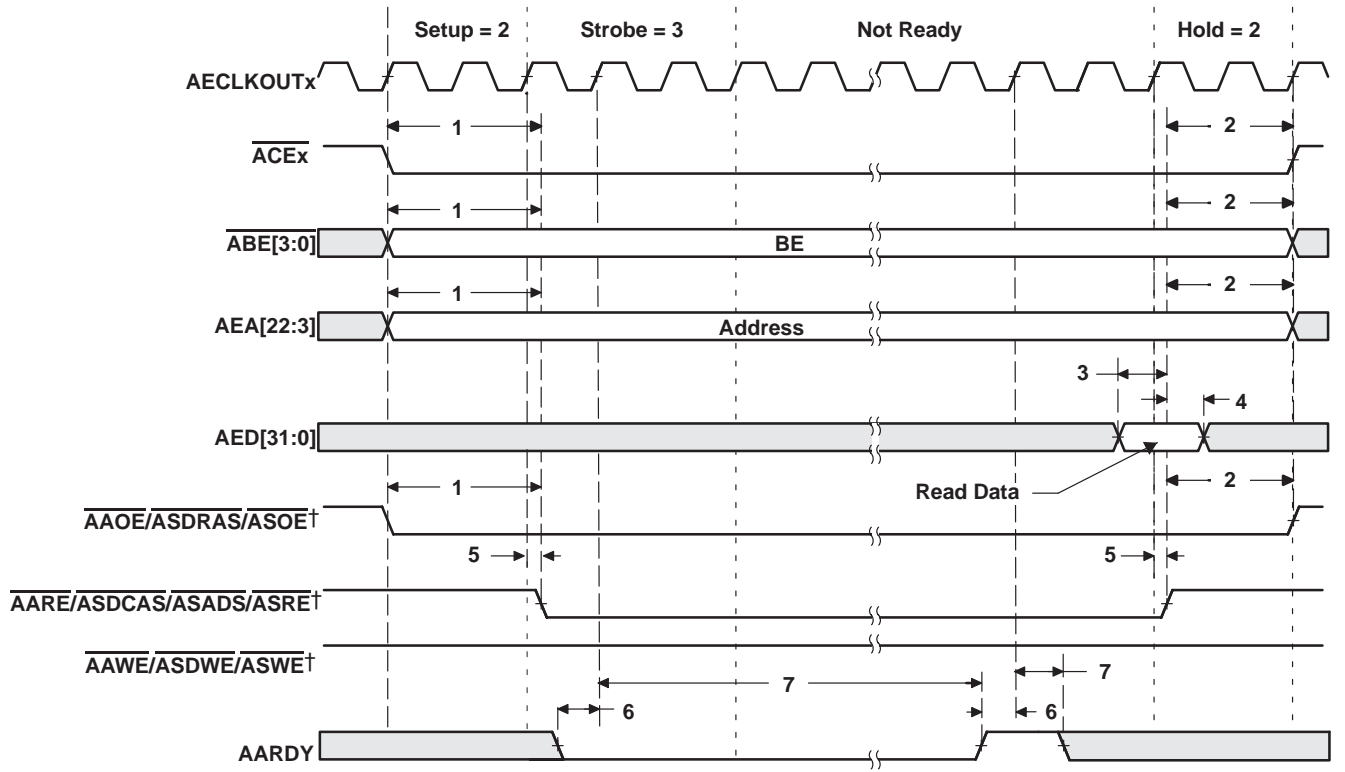 Setup = 2 Strobe = 3 Not Ready Hold = 2
AECLKOUTx
1 2
ACEx
1 2
ABE[3:0] BE
1 2
AEA[22:3] Address
3
4
AED[31:0]
1 Read Data 2
AAOE/ASDRAS/ASOE†
5 5
AARE/ASDCAS/ASADS/ASRE†
AAWE/ASDWE/ASWE†
7 7
6 6
AARDY